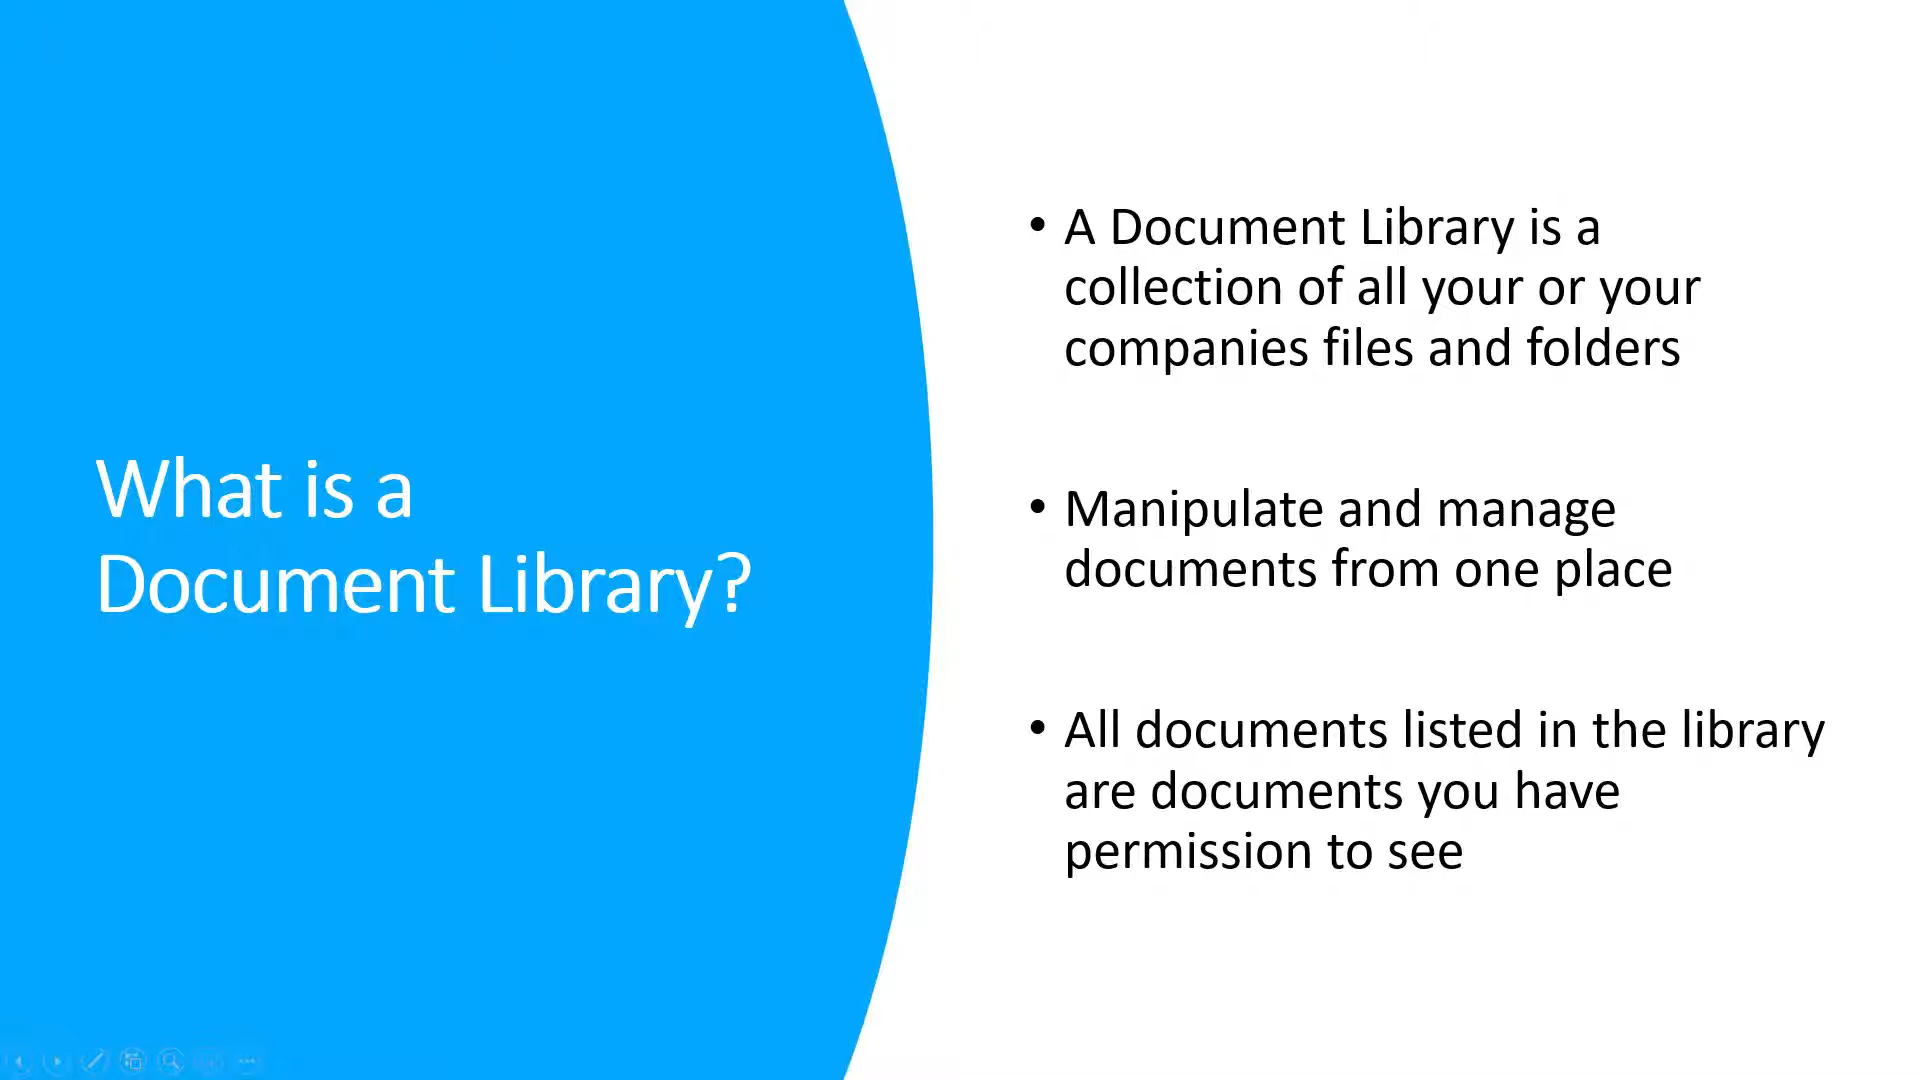 What is a
Document Library?
• A Document Library is a
collection of all your or your
companies files and folders
• Manipulate and manage
documents from one place
• All documents listed in the library
are documents you have
permission to see